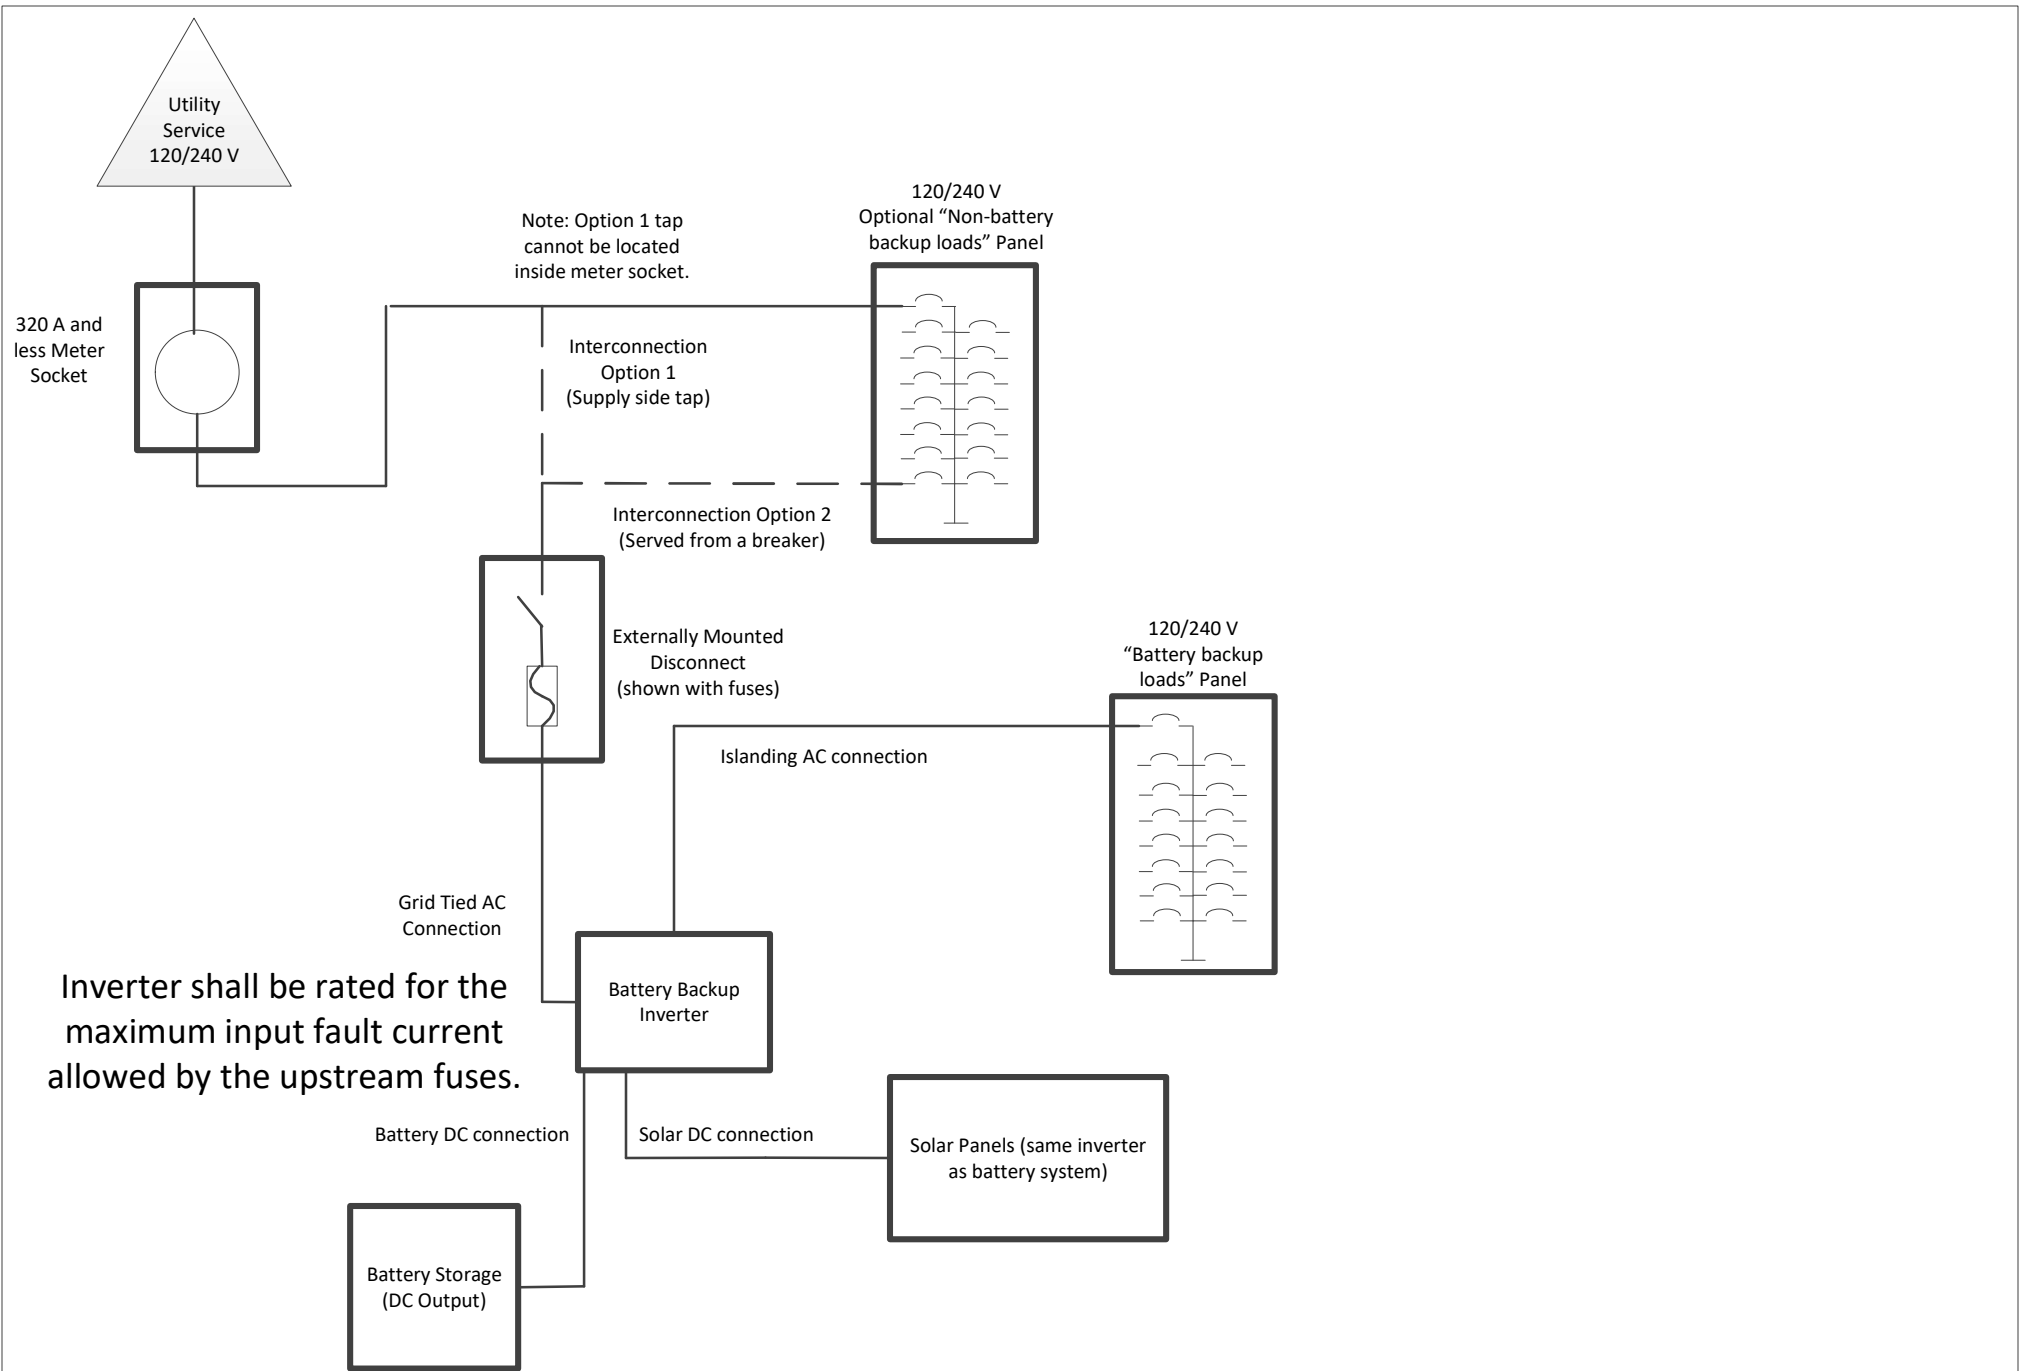 Utility
Service
120/240 V
320 A and
less Meter
Socket
Note: Option 1 tap
cannot be located
inside meter socket.
120/240 V
Optional “Non-battery
backup loads” Panel
Interconnection
Option 1
(Supply side tap)
Interconnection Option 2
(Served from a breaker)
Externally Mounted
Disconnect
(shown with fuses)
120/240 V
“Battery backup
loads” Panel
Islanding AC connection
Grid Tied AC
Connection
Inverter shall be rated for the
maximum input fault current
allowed by the upstream fuses.
Battery Backup
Inverter
Battery DC connection
Solar DC connection
Solar Panels (same inverter
as battery system)
Battery Storage
(DC Output)